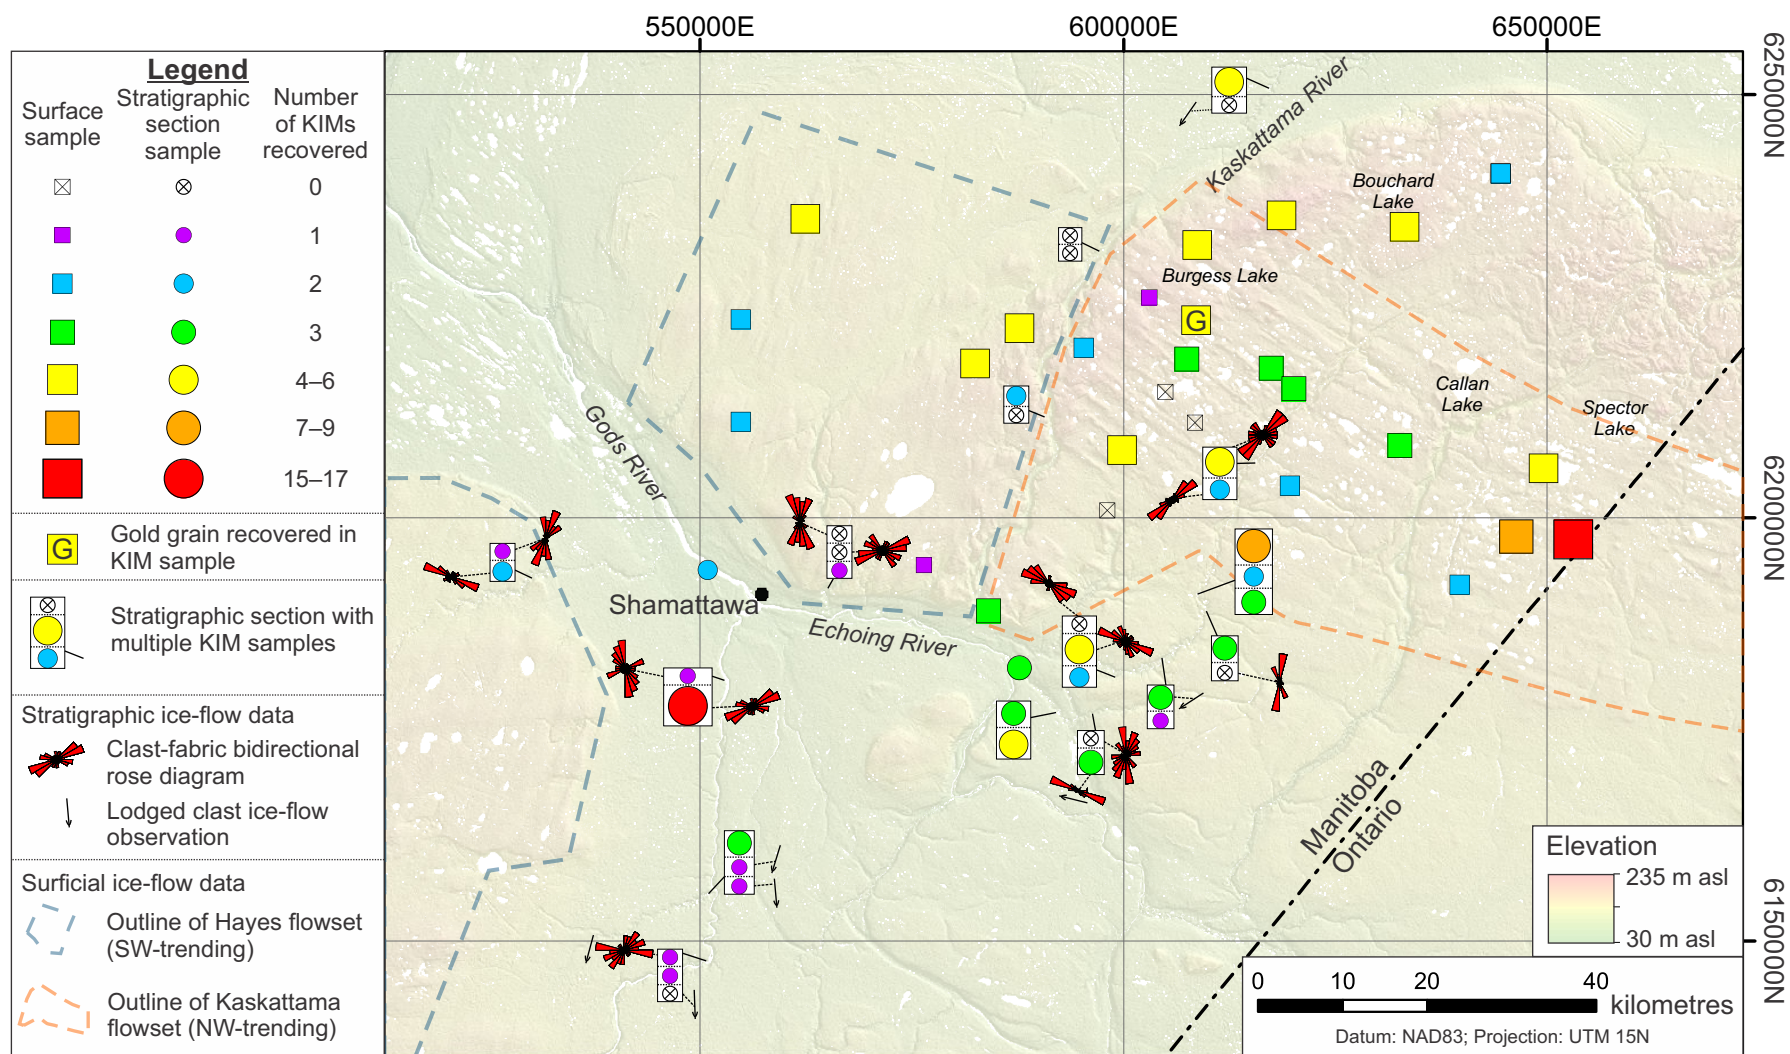 550000E
600000E
650000E
6250000N
6200000N
6150000N
Legend
Surface
sample
Stratigraphic
section
sample
Number
of KIMs
recovered
0
1
2
3
4–6
7–9
15–17
G
Gold grain recovered in
KIM sample
Stratigraphic section with
multiple KIM samples
Stratigraphic ice-flow data
Clast-fabric bidirectional
rose diagram
Lodged clast ice-flow
observation
Surficial ice-flow data
Outline of Hayes flowset
(SW-trending)
Outline of Kaskattama
flowset (NW-trending)
Kaskattama River
Bouchard
Lake
Burgess Lake
G
Callan
Lake
Spector
Lake
Gods River
Shamattawa
Echoing River
Manitoba
Ontario
Elevation
235 m asl
30 m asl
0
10
20
40
kilometres
Datum: NAD83; Projection: UTM 15N